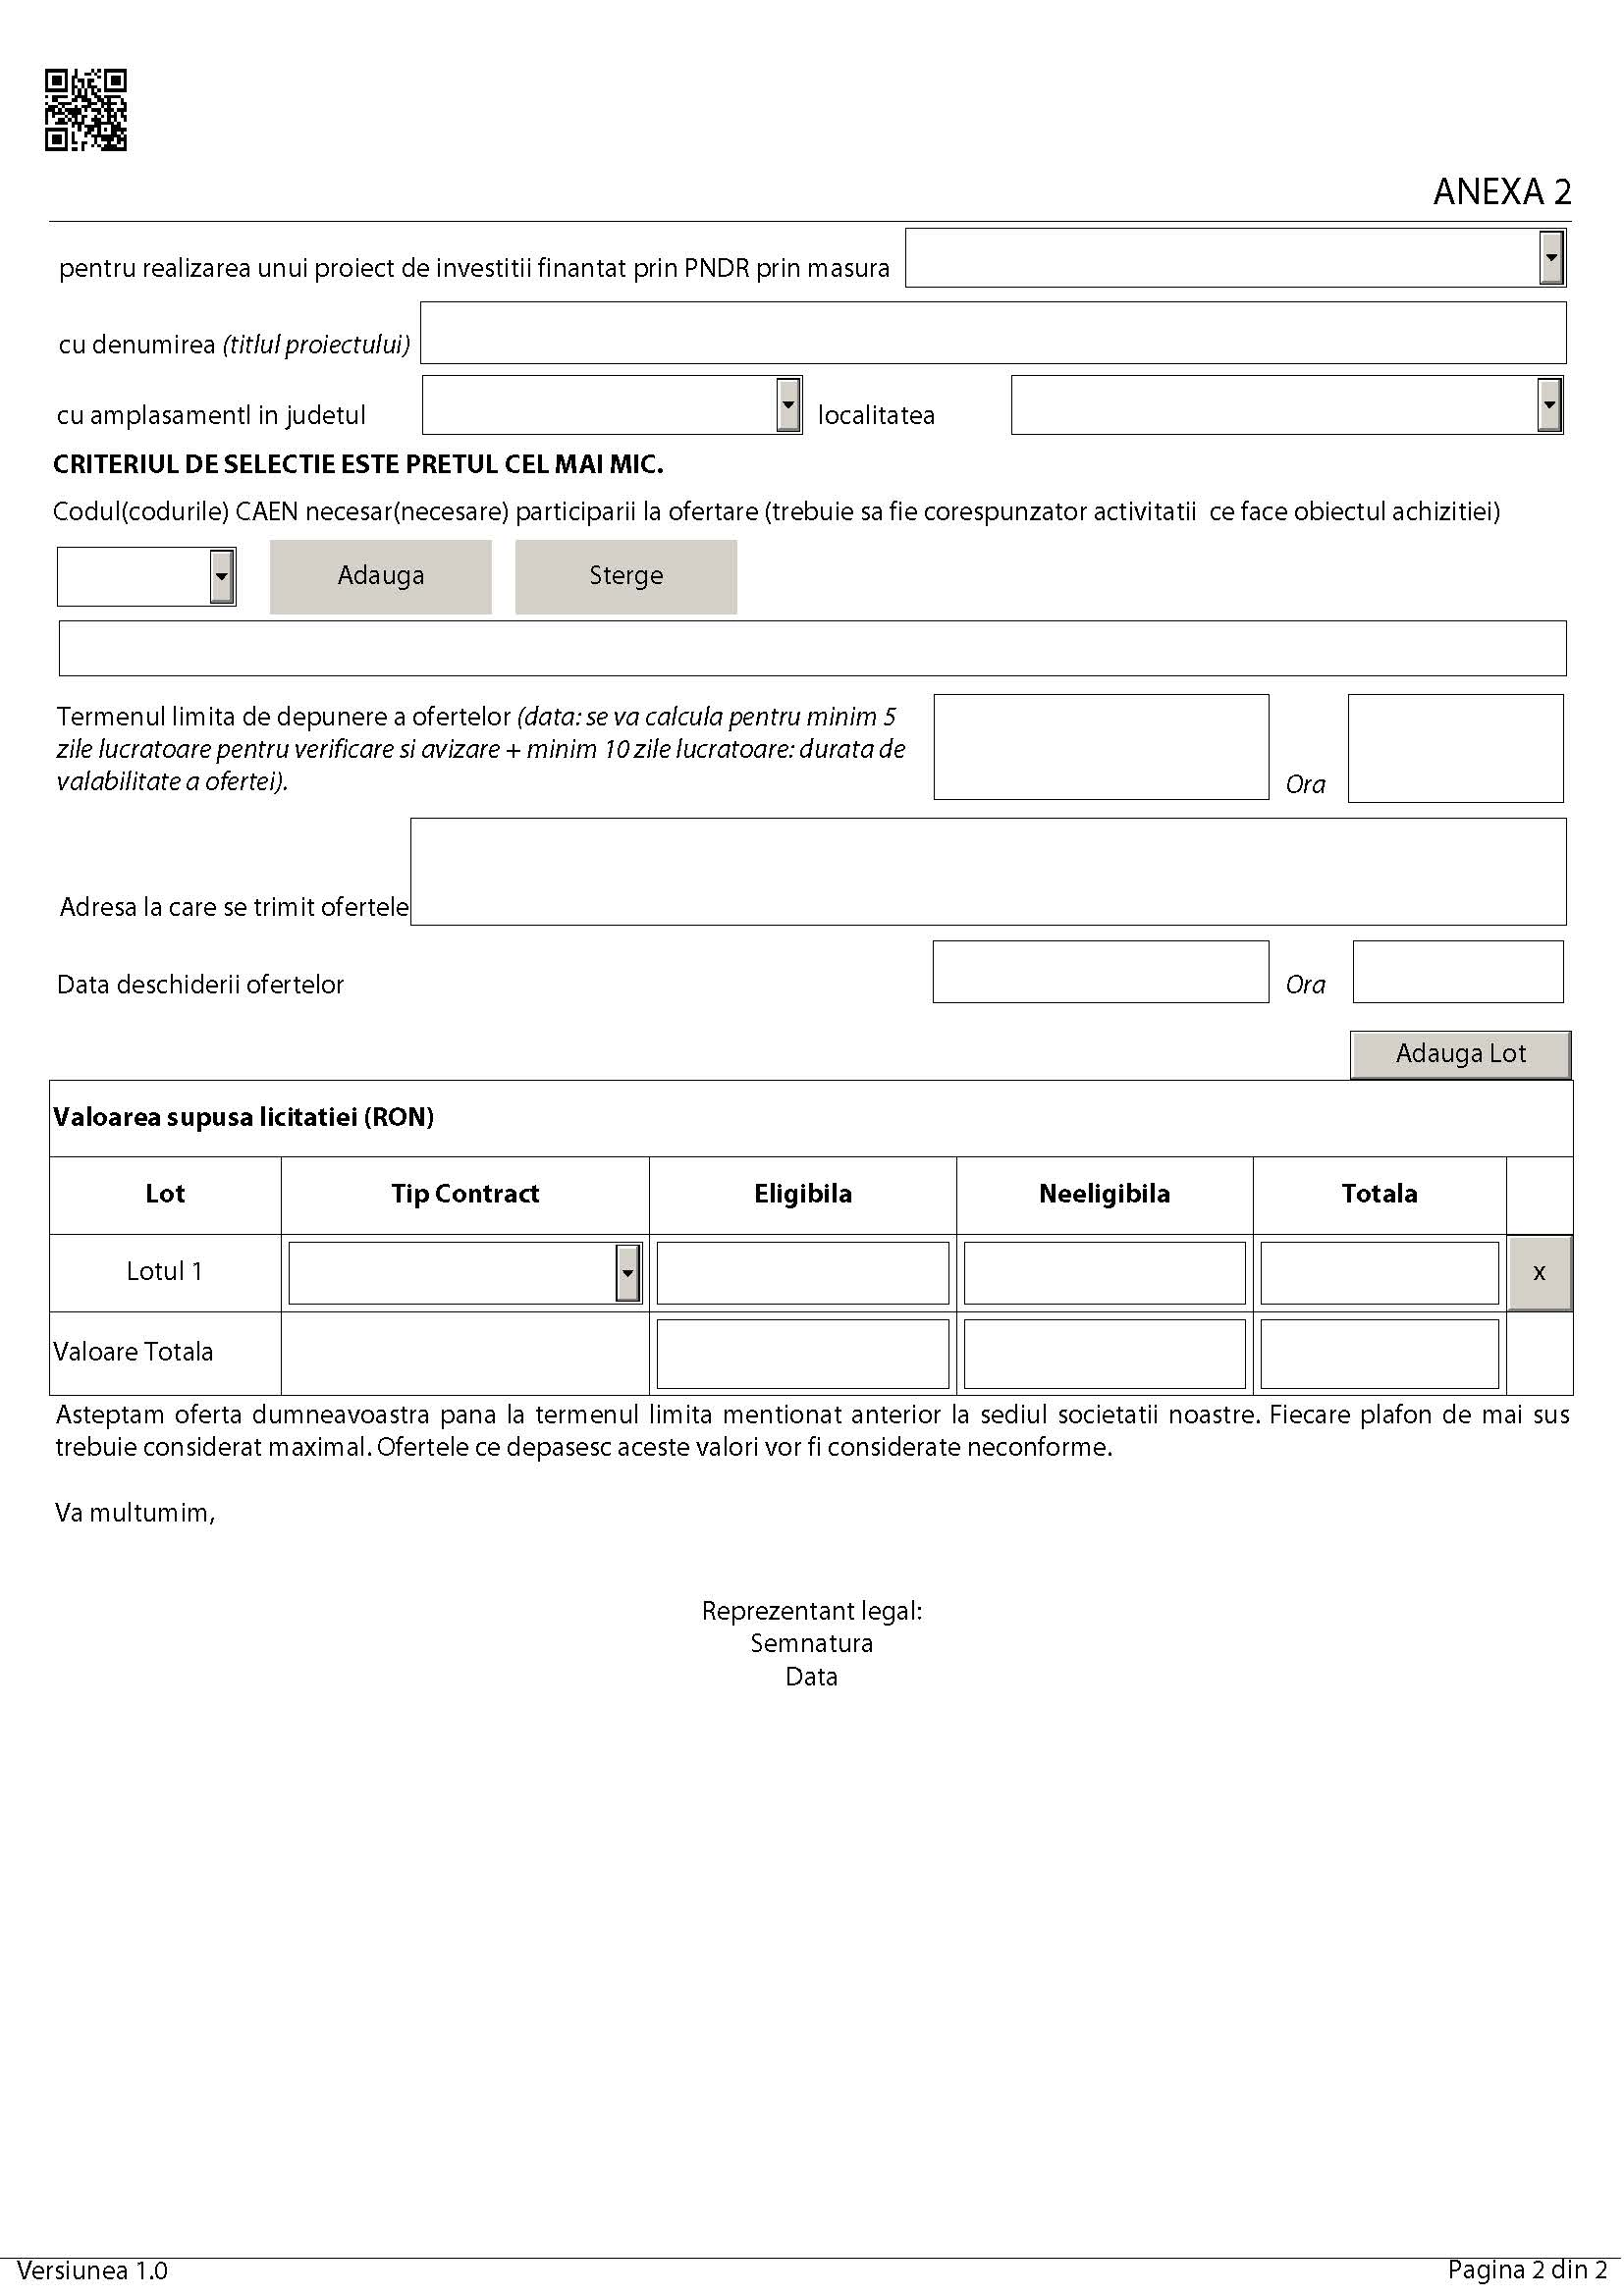 ANEXA 2
pentru realizarea unui proiect de investitii finantat prin PNDR prin masura
cu denumirea (titlul proiectului)
cu amplasamentl in judetul localitatea
CRITERIUL DE SELECTIE ESTE PRETUL CEL MAI MIC.
Codul(codurile) CAEN necesar(necesare) participarii la ofertare (trebuie sa fie corespunzator activitatii ce face obiectul achizitiei)
Adauga Sterge
Termenul limita de depunere a ofertelor (data: se va calcula pentru minim 5
zile lucratoare pentru verificare si avizare + minim 10 zile lucratoare: durata de
valabilitate a ofertei). Ora
Adresa la care se trimit ofertele
Data deschiderii ofertelor Ora
Adauga Lot
Valoarea supusa licitatiei (RON)
Lot Tip Contract Eligibila Neeligibila Totala
Lotul 1 x
Valoare Totala
Asteptam oferta dumneavoastra pana la termenul limita mentionat anterior la sediul societatii noastre. Fiecare plafon de mai sus
trebuie considerat maximal. Ofertele ce depasesc aceste valori vor fi considerate neconforme.
Va multumim,
Reprezentant legal:
Semnatura
Data
Versiunea 1.0 Pagina 2 din 2